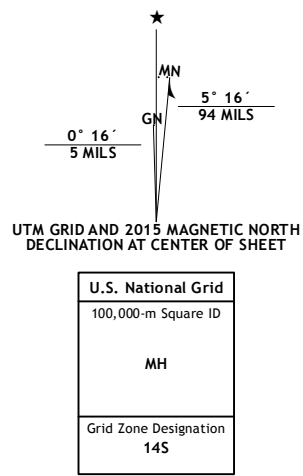 ★
MN
GN
5° 16´
94 MILS
0° 16´
5 MILS
UTM GRID AND 2015 MAGNETIC NORTH
DECLINATION AT CENTER OF SHEET
U.S. National Grid
100,000-m Square ID
MH
Grid Zone Designation
14S